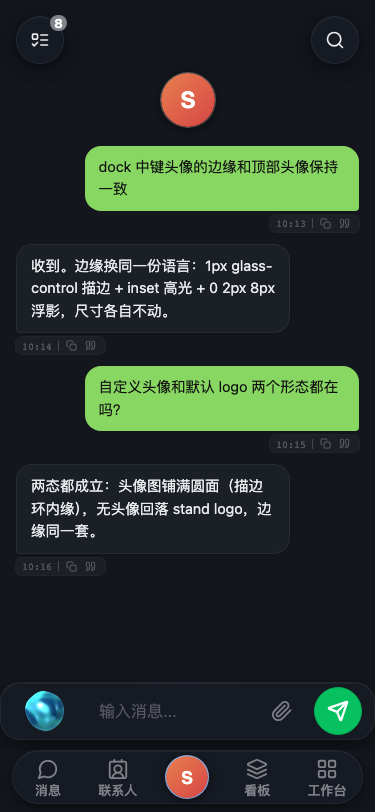 8
S
dock 中键头像的边缘和顶部头像保持
一致
10:13
收到。边缘换同一份语言：1px glass-
control 描边 + inset 高光 + 0 2px 8px
浮影，尺寸各自不动。
10:14
自定义头像和默认 logo 两个形态都在
吗？
10:15
两态都成立：头像图铺满圆面（描边
环内缘），无头像回落 stand logo，边
缘同一套。
10:16
输入消息...
消息
联系人
S
看板
工作台